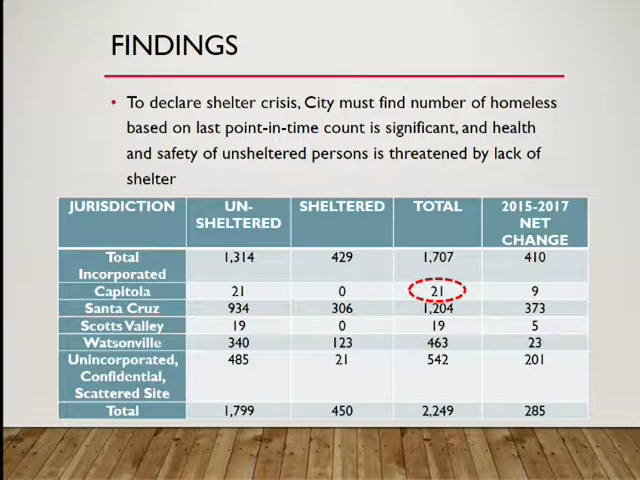 FINDINGS
• To declare shelter crisis, City must find number of homeless
based on last point-in-time count is significant, and health
and safety of unsheltered persons is threatened by lack of
shelter
JURISDICTION UN-SHELTERED SHELTERED TOTAL 2015-2017 NET CHANGE
Total Incorporated 1,314 429 1,707 410
Capitola 21 0 21 9
Santa Cruz 934 306 1,204 373
Scotts Valley 19 0 19 5
Watsonville 340 123 463 23
Unincorporated, Confidential, Scattered Site 485 21 542 201
Total 1,799 450 2,249 285